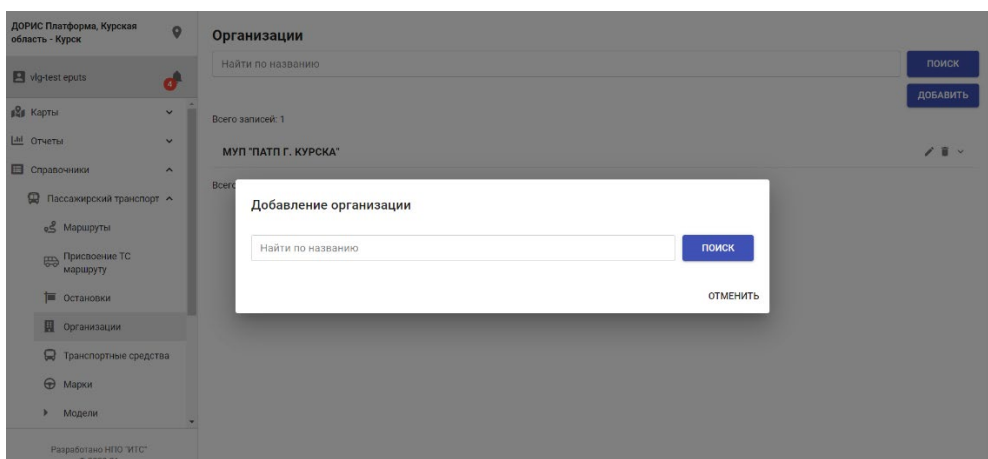 ДОРИС Платформа, Курская
область - Курск
vlg-test eputs
4
Карты
Отчеты
Справочники
Пассажирский транспорт
Маршруты
Присвоение ТС
маршруту
Остановки
Организации
Транспортные средства
Марки
Модели
Разработано НПО "ИТС"
Организации
Найти по названию
ПОИСК
ДОБАВИТЬ
Всего записей: 1
МУП "ПАТП Г. КУРСКА"
Добавление организации
Найти по названию
ПОИСК
ОТМЕНИТЬ